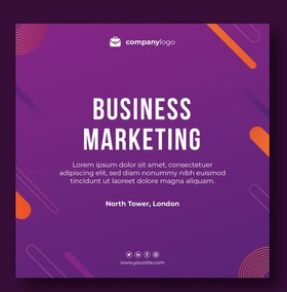 companylogo
BUSINESS
MARKETING
Lorem ipsum dolor sit amet, consectetuer
adipiscing elit, sed diam nonummy nibh euismod
tincidunt ut laoreet dolore magna aliquam.
North Tower, London
www.yoursite.com